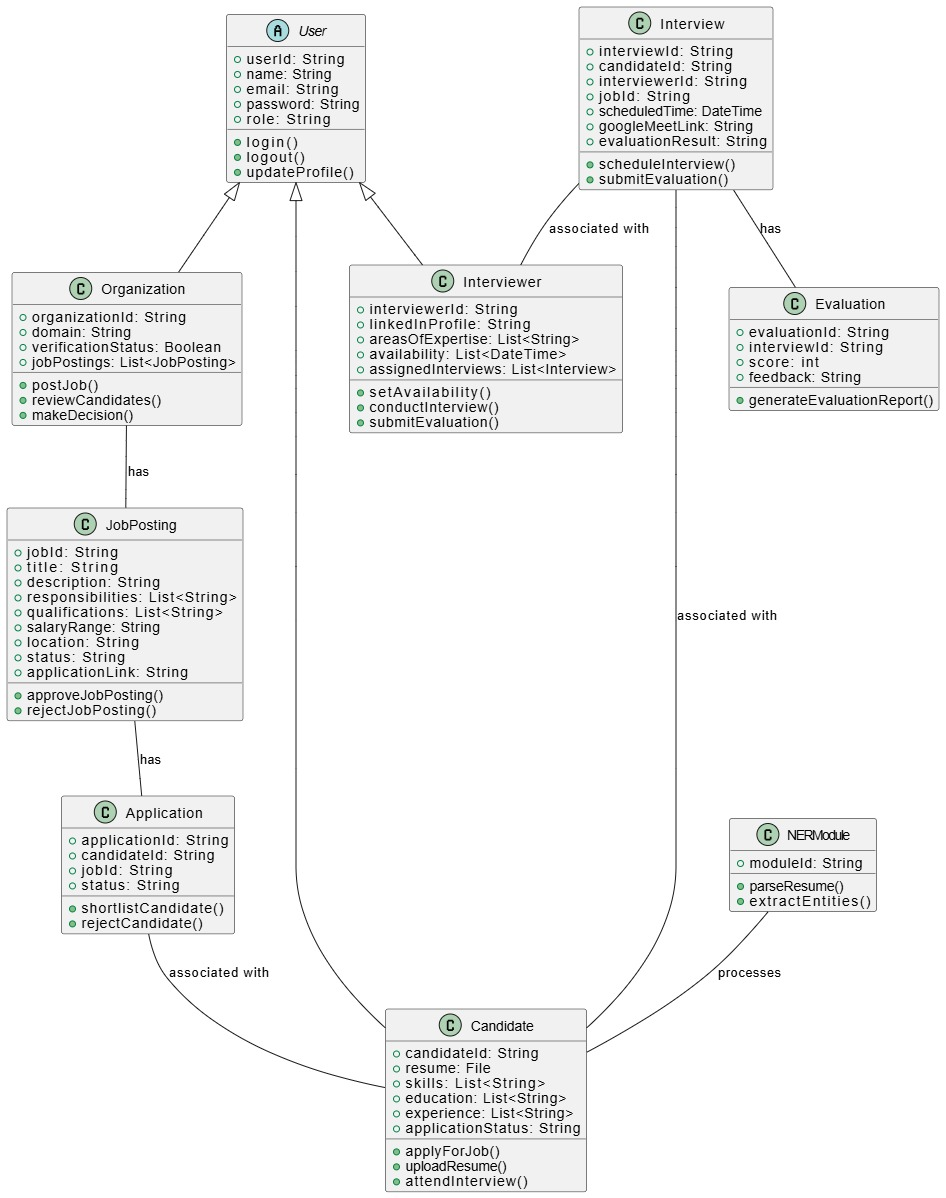 A User
userId: String
name: String
email: String
password: String
role: String
login()
logout()
updateProfile()
C Interview
interviewId: String
candidateId: String
interviewerId: String
jobId: String
scheduledTime: DateTime
googleMeetLink: String
evaluationResult: String
scheduleInterview()
submitEvaluation()
associated with
has
C Organization
organizationId: String
domain: String
verificationStatus: Boolean
jobPostings: List<JobPosting>
postJob()
reviewCandidates()
makeDecision()
C Interviewer
interviewerId: String
linkedInProfile: String
areasOfExpertise: List<String>
availability: List<DateTime>
assignedInterviews: List<Interview>
setAvailability()
conductInterview()
submitEvaluation()
C Evaluation
evaluationId: String
interviewId: String
score: int
feedback: String
generateEvaluationReport()
has
C JobPosting
jobId: String
title: String
description: String
responsibilities: List<String>
qualifications: List<String>
salaryRange: String
location: String
status: String
applicationLink: String
approveJobPosting()
rejectJobPosting()
associated with
has
C Application
applicationId: String
candidateId: String
jobId: String
status: String
shortlistCandidate()
rejectCandidate()
C NERModule
moduleId: String
parseResume()
extractEntities()
associated with
processes
C Candidate
candidateId: String
resume: File
skills: List<String>
education: List<String>
experience: List<String>
applicationStatus: String
applyForJob()
uploadResume()
attendInterview()